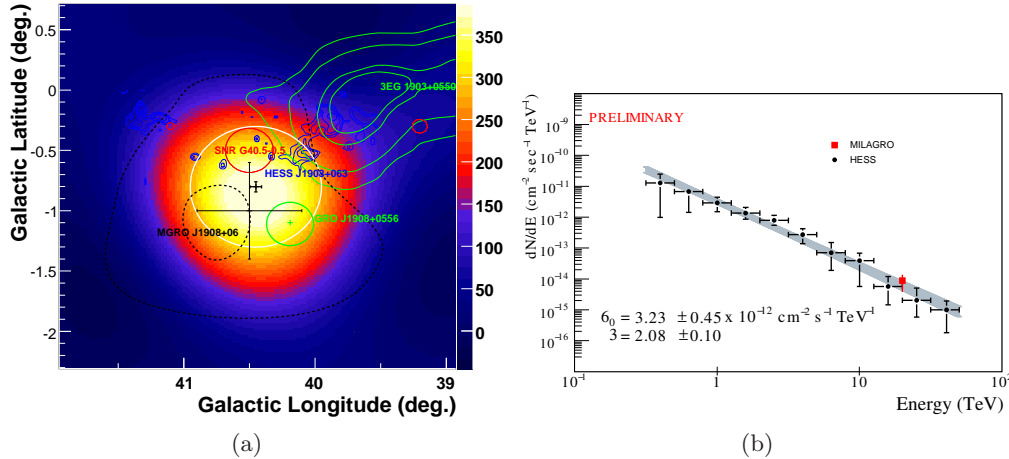 Galactic Latitude (deg.)
0.5
0
-0.5
-1
-1.5
-2
41
40
39
Galactic Longitude (deg.)
350
300
250
200
150
100
50
0
3EG 1903+0550
SNR G40.5-0.5
HESS J1908+063
GRO J1908+0556
MGRO J1908+06
(a)
dN/dE (cm⁻² sec⁻¹ TeV⁻¹)
10⁻⁹
10⁻¹⁰
10⁻¹¹
10⁻¹²
10⁻¹³
10⁻¹⁴
10⁻¹⁵
10⁻¹⁶
PRELIMINARY
MILAGRO
HESS
6₀ = 3.23 ±0.45 x 10⁻¹² cm⁻² s⁻¹ TeV⁻¹
3 = 2.08 ±0.10
10⁻¹
1
10
10²
Energy (TeV)
(b)